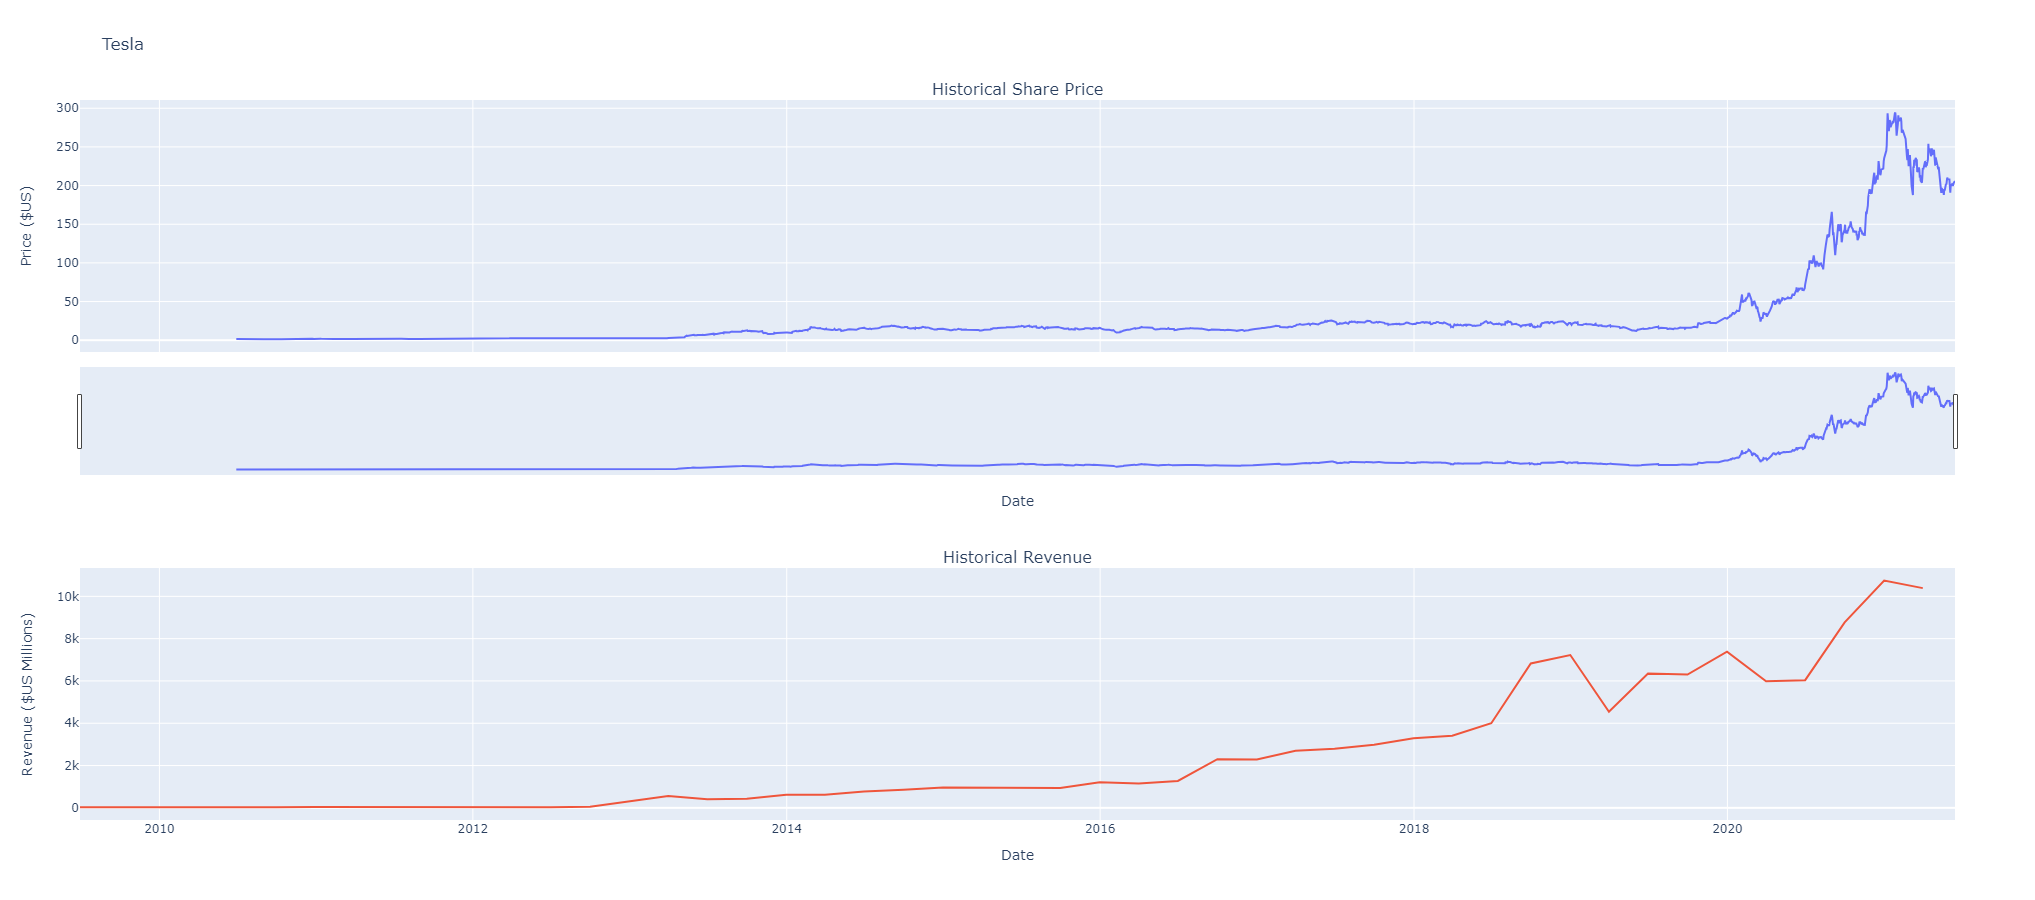 Tesla
Historical Share Price
Price ($US)
300
250
200
150
100
50
0
Date
Historical Revenue
Revenue ($US Millions)
10k
8k
6k
4k
2k
0
2010 2012 2014 2016 2018 2020
Date